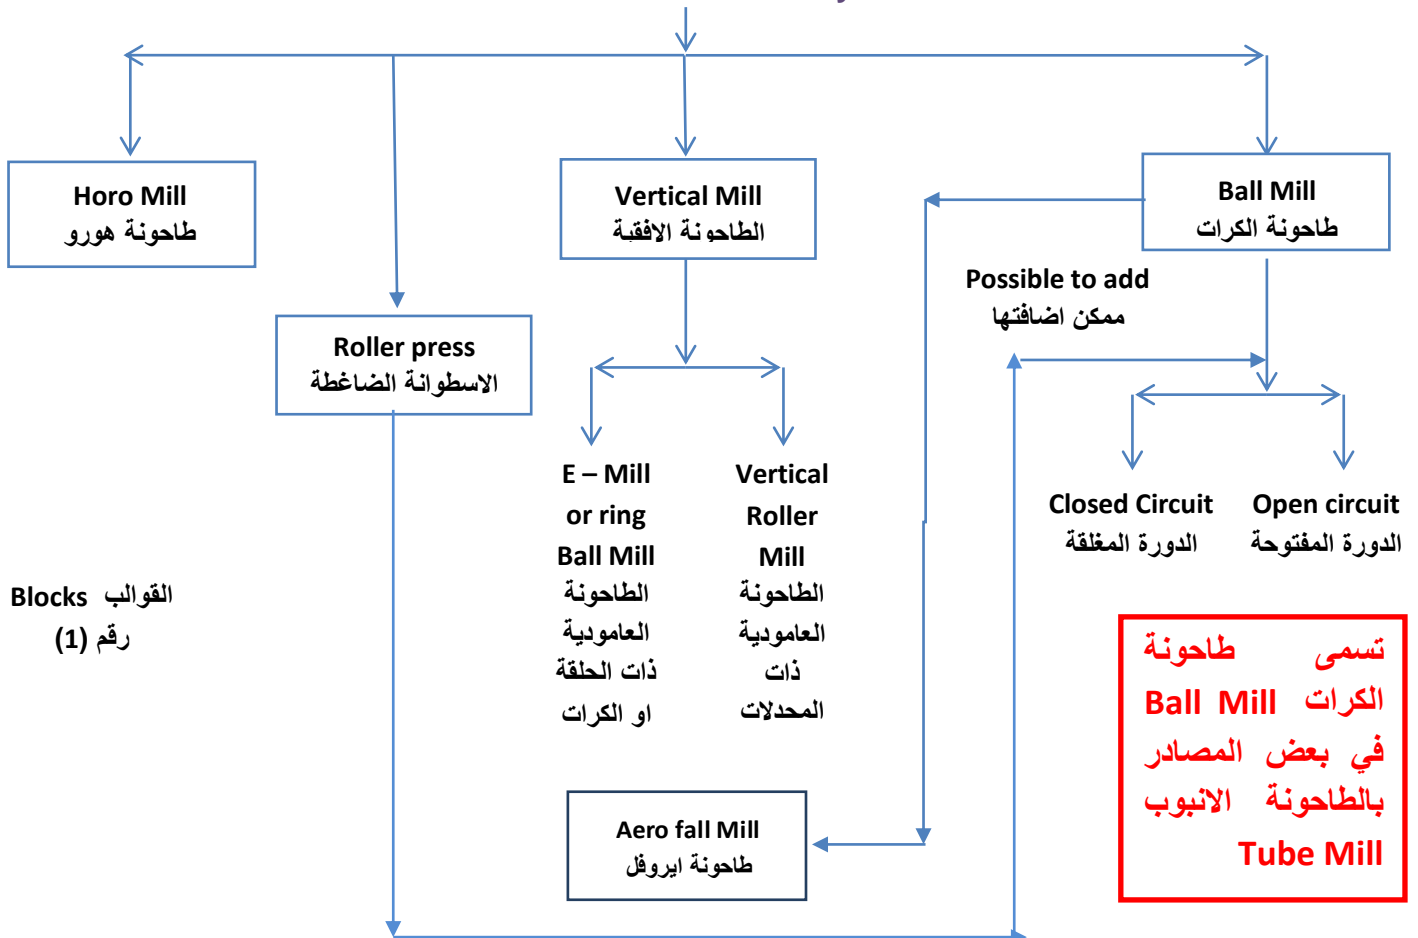 Horo Mill
طاحونة هورو
Vertical Mill
الطاحونة الافقية
Ball Mill
طاحونة الكرات
Possible to add
ممكن اضافتها
Roller press
الاسطوانة الضاغطة
E – Mill
or ring
Ball Mill
الطاحونة
العامودية
ذات الحلقة
او الكرات
Vertical
Roller
Mill
الطاحونة
العامودية
ذات
المحدلات
Closed Circuit
الدورة المغلقة
Open circuit
الدورة المفتوحة
القوالب Blocks
رقم (1)
تسمى طاحونة
الكرات Ball Mill
في بعض المصادر
بالطاحونة الانبوب
Tube Mill
Aero fall Mill
طاحونة ايروفل